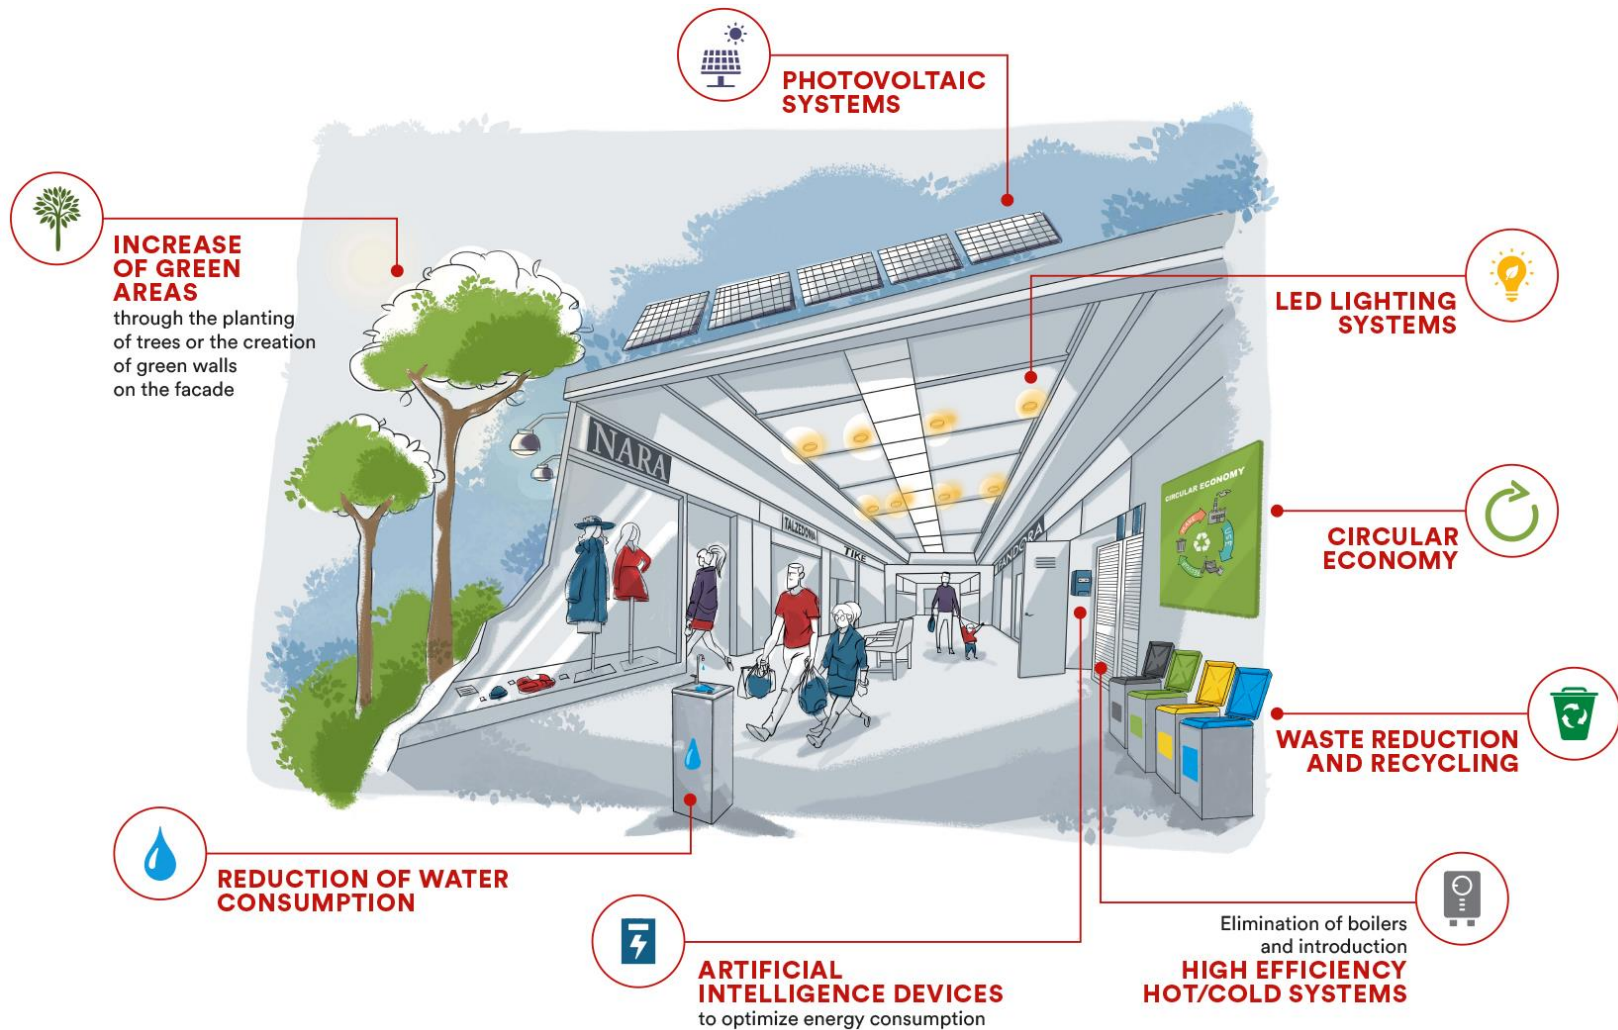 PHOTOVOLTAIC
SYSTEMS
INCREASE
OF GREEN
AREAS
through the planting
of trees or the creation
of green walls
on the facade
LED LIGHTING
SYSTEMS
NARA
TALZEDONIA
TIKE
PANDORA
CIRCULAR ECONOMY
USE
CIRCULAR
ECONOMY
WASTE REDUCTION
AND RECYCLING
REDUCTION OF WATER
CONSUMPTION
ARTIFICIAL
INTELLIGENCE DEVICES
to optimize energy consumption
Elimination of boilers
and introduction
HIGH EFFICIENCY
HOT/COLD SYSTEMS